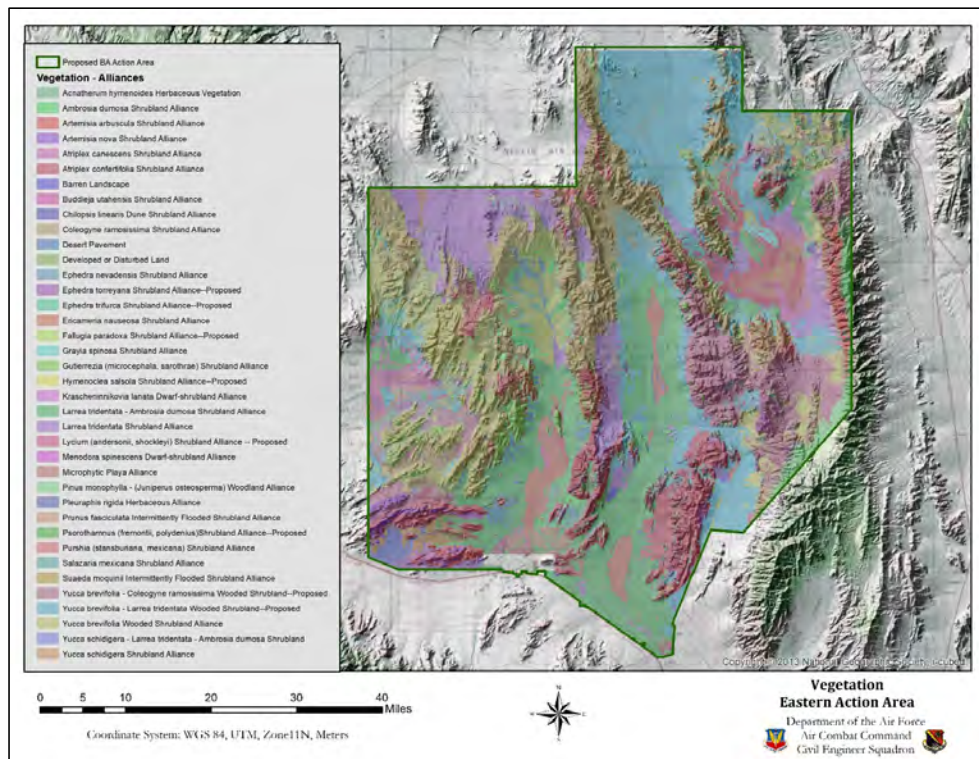 Proposed BA Action Area
Vegetation - Alliances
Acnatherum hymenoides Herbaceous Vegetation
Ambrosia dumosa Shrubland Alliance
Artemisia arbuscula Shrubland Alliance
Artemisia nova Shrubland Alliance
Atriplex canescens Shrubland Alliance
Atriplex confertifolia Shrubland Alliance
Barren Landscape
Buddleja utahensis Shrubland Alliance
Chilopsis linearis Dune Shrubland Alliance
Coleogyne ramosissima Shrubland Alliance
Desert Pavement
Developed or Disturbed Land
Ephedra nevadensis Shrubland Alliance
Ephedra torreyana Shrubland Alliance--Proposed
Ephedra trifurca Shrubland Alliance--Proposed
Ericameria nauseosa Shrubland Alliance
Fallugia paradoxa Shrubland Alliance--Proposed
Grayia spinosa Shrubland Alliance
Gutierrezia (microcephala, sarothrae) Shrubland Alliance
Hymenoclea salsola Shrubland Alliance--Proposed
Krascheninnikovia lanata Dwarf-shrubland Alliance
Larrea tridentata - Ambrosia dumosa Shrubland Alliance
Larrea tridentata Shrubland Alliance
Lycium (andersonii, shockleyi) Shrubland Alliance -- Proposed
Menodora spinescens Dwarf-shrubland Alliance
Microphytic Playa Alliance
Pinus monophylla - (Juniperus osteosperma) Woodland Alliance
Pleuraphis rigida Herbaceous Alliance
Prunus fasciculata Intermittently Flooded Shrubland Alliance
Psorothamnus (fremontii, polydenius)Shrubland Alliance--Proposed
Purshia (stansburiana, mexicana) Shrubland Alliance
Salazaria mexicana Shrubland Alliance
Suaeda moquinii Intermittently Flooded Shrubland Alliance
Yucca brevifolia - Coleogyne ramosissima Wooded Shrubland--Proposed
Yucca brevifolia - Larrea tridentata Wooded Shrubland--Proposed
Yucca brevifolia Wooded Shrubland Alliance
Yucca schidigera - Larrea tridentata - Ambrosia dumosa Shrubland
Yucca schidigera Shrubland Alliance
Copyright © 2013 National Geographic Society, i-cubed
0 5 10 20 30 40
Miles
Coordinate System: WGS 84, UTM, Zone11N, Meters
Vegetation
Eastern Action Area
Department of the Air Force
Air Combat Command
Civil Engineer Squadron